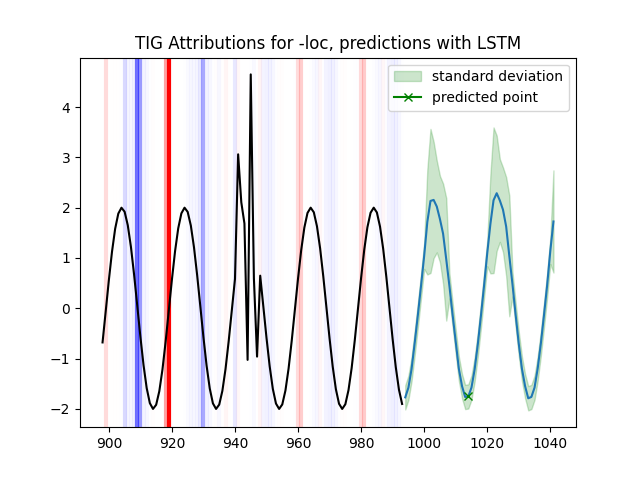 TIG Attributions for -loc, predictions with LSTM
standard deviation
predicted point
4
3
2
1
0
−1
−2
900 920 940 960 980 1000 1020 1040